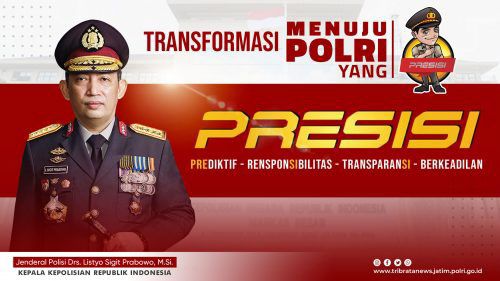 TRANSFORMASI
MENUJU
POLRI
YANG
PRESISI
PRESISI
PREDIKTIF - RENSPONSIBILITAS - TRANSPARANSI - BERKEADILAN
Jenderal Polisi Drs. Listyo Sigit Prabowo, M.Si.
KEPALA KEPOLISIAN REPUBLIK INDONESIA
www.tribratanews.jatim.polri.go.id